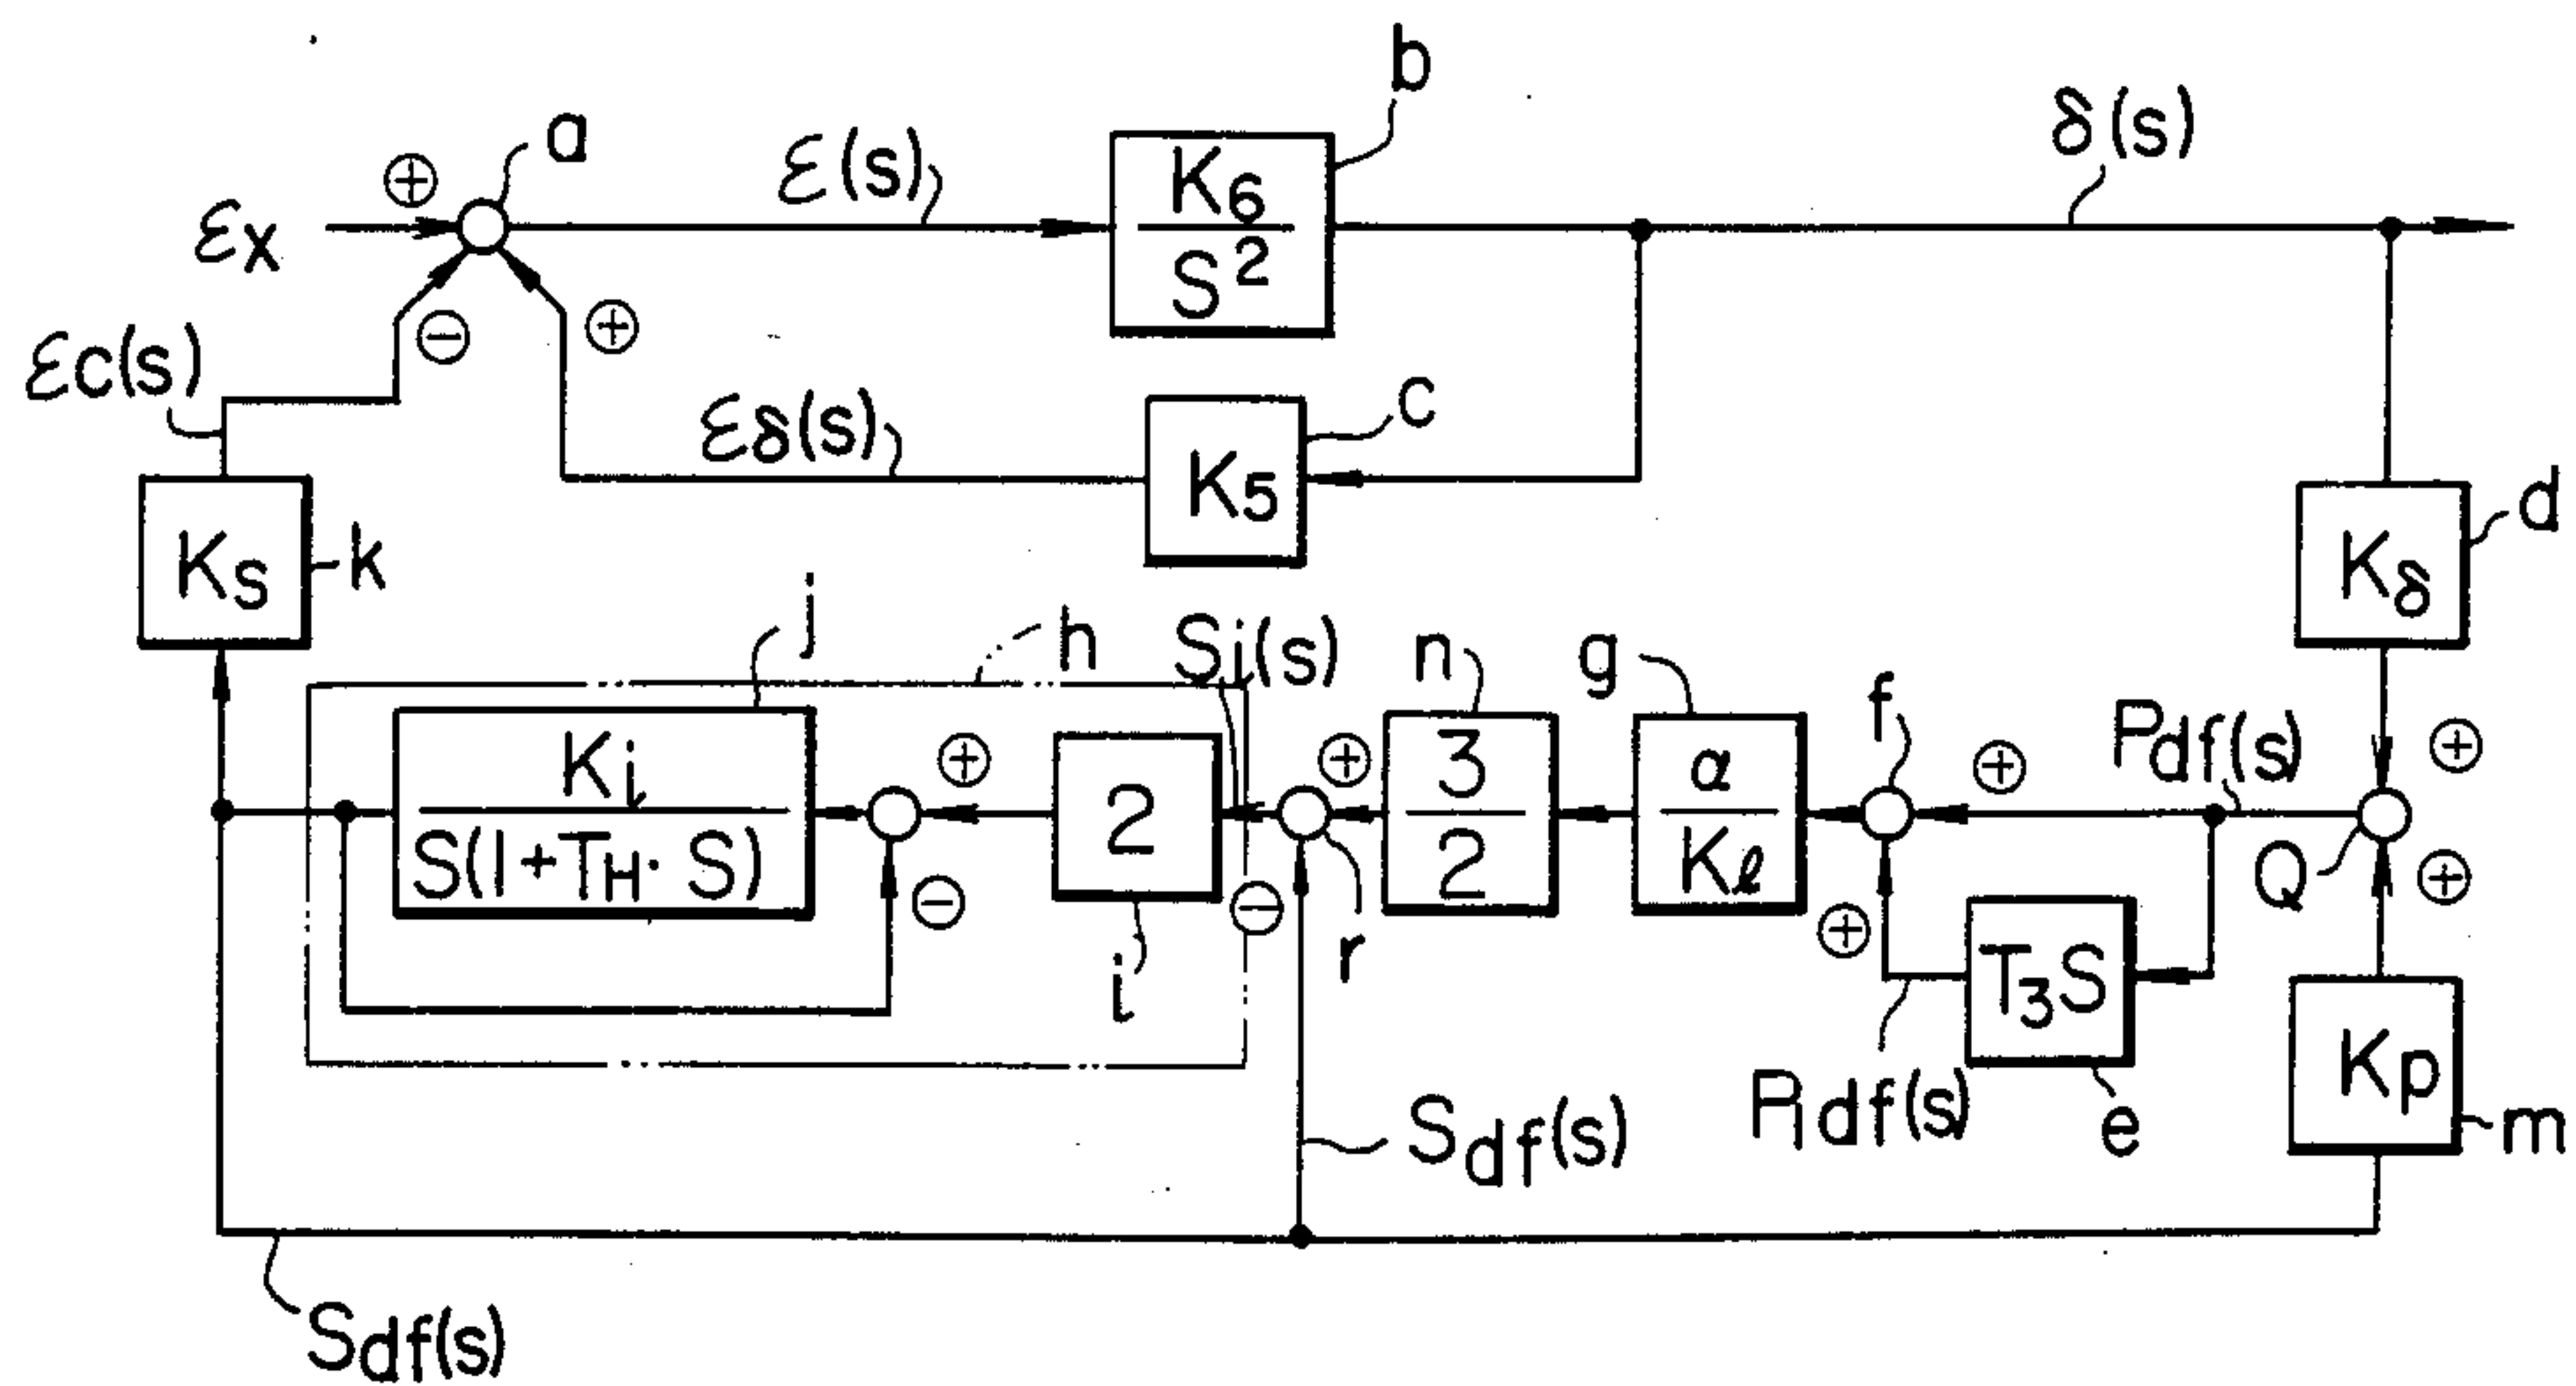 b
a
δ(s)
ε(s)
⊕
K6
S²
εx
⊖
⊕
εc(s)
c
εδ(s)
K5
d
Ks
k
Kδ
j
h
Si(s)
n
g
f
Pdf(s)
Ki
S(1+TH·S)
⊕
2
⊕
3
2
α
Kℓ
⊕
⊕
Q
⊖
⊖
⊕
⊕
i
r
T3S
Kp
P1df(s)
e
m
Sdf(s)
Sdf(s)